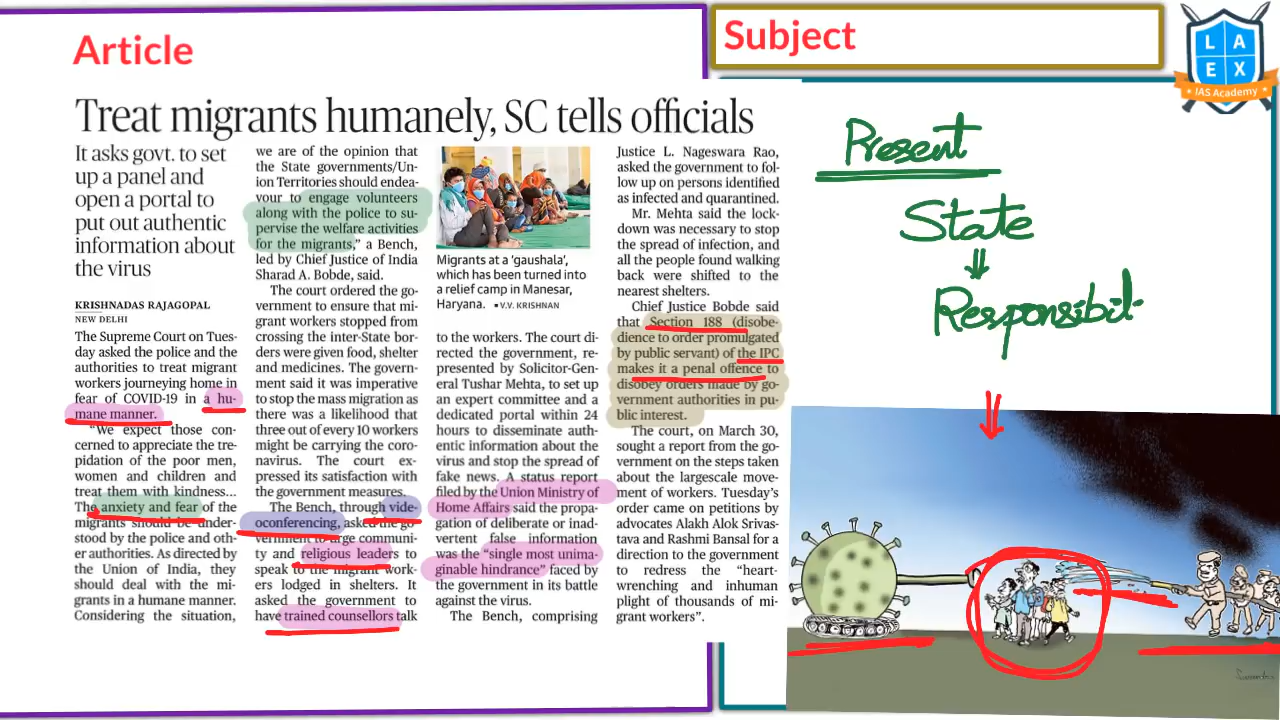 Article
Subject
L A
E X
IAS Academy
Treat migrants humanely, SC tells officials
It asks govt. to set
up a panel and
open a portal to
put out authentic
information about
the virus
KRISHNADAS RAJAGOPAL
NEW DELHI
The Supreme Court on Tues-
day asked the police and the
authorities to treat migrant
workers journeying home in
fear of COVID-19 in a hu-
mane manner.
"We expect those con-
cerned to appreciate the tre-
pidation of the poor men,
women and children and
treat them with kindness...
The anxiety and fear of the
migrants should be under-
stood by the police and oth-
er authorities. As directed by
the Union of India, they
should deal with the mi-
grants in a humane manner.
Considering the situation,
we are of the opinion that
the State governments/Un-
ion Territories should endea-
vour to engage volunteers
along with the police to su-
pervise the welfare activities
for the migrants," a Bench,
led by Chief Justice of India
Sharad A. Bobde, said.
The court ordered the go-
vernment to ensure that mi-
grant workers stopped from
crossing the inter-State bor-
ders were given food, shelter
and medicines. The govern-
ment said it was imperative
to stop the mass migration as
there was a likelihood that
three out of every 10 workers
might be carrying the coro-
navirus. The court ex-
pressed its satisfaction with
the government measures.
The Bench, through vide-
oconferencing, asked the go-
vernment to urge communi-
ty and religious leaders to
speak to the migrant work-
ers lodged in shelters. It
asked the government to
have trained counsellors talk
Migrants at a 'gaushala',
which has been turned into
a relief camp in Manesar,
Haryana. ▪ V.V. KRISHNAN
to the workers. The court di-
rected the government, re-
presented by Solicitor-Gen-
eral Tushar Mehta, to set up
an expert committee and a
dedicated portal within 24
hours to disseminate auth-
entic information about the
virus and stop the spread of
fake news. A status report
filed by the Union Ministry of
Home Affairs said the propa-
gation of deliberate or inad-
vertent false information
was the "single most unima-
ginable hindrance" faced by
the government in its battle
against the virus.
The Bench, comprising
Justice L. Nageswara Rao,
asked the government to fol-
low up on persons identified
as infected and quarantined.
Mr. Mehta said the lock-
down was necessary to stop
the spread of infection, and
all the people found walking
back were shifted to the
nearest shelters.
Chief Justice Bobde said
that Section 188 (disobe-
dience to order promulgated
by public servant) of the IPC
makes it a penal offence to
disobey orders made by go-
vernment authorities in pu-
blic interest.
The court, on March 30,
sought a report from the go-
vernment on the steps taken
about the largescale move-
ment of workers. Tuesday's
order came on petitions by
advocates Alakh Alok Srivas-
tava and Rashmi Bansal for a
direction to the government
to redress the "heart-
wrenching and inhuman
plight of thousands of mi-
grant workers".
Present
State
Responsibit